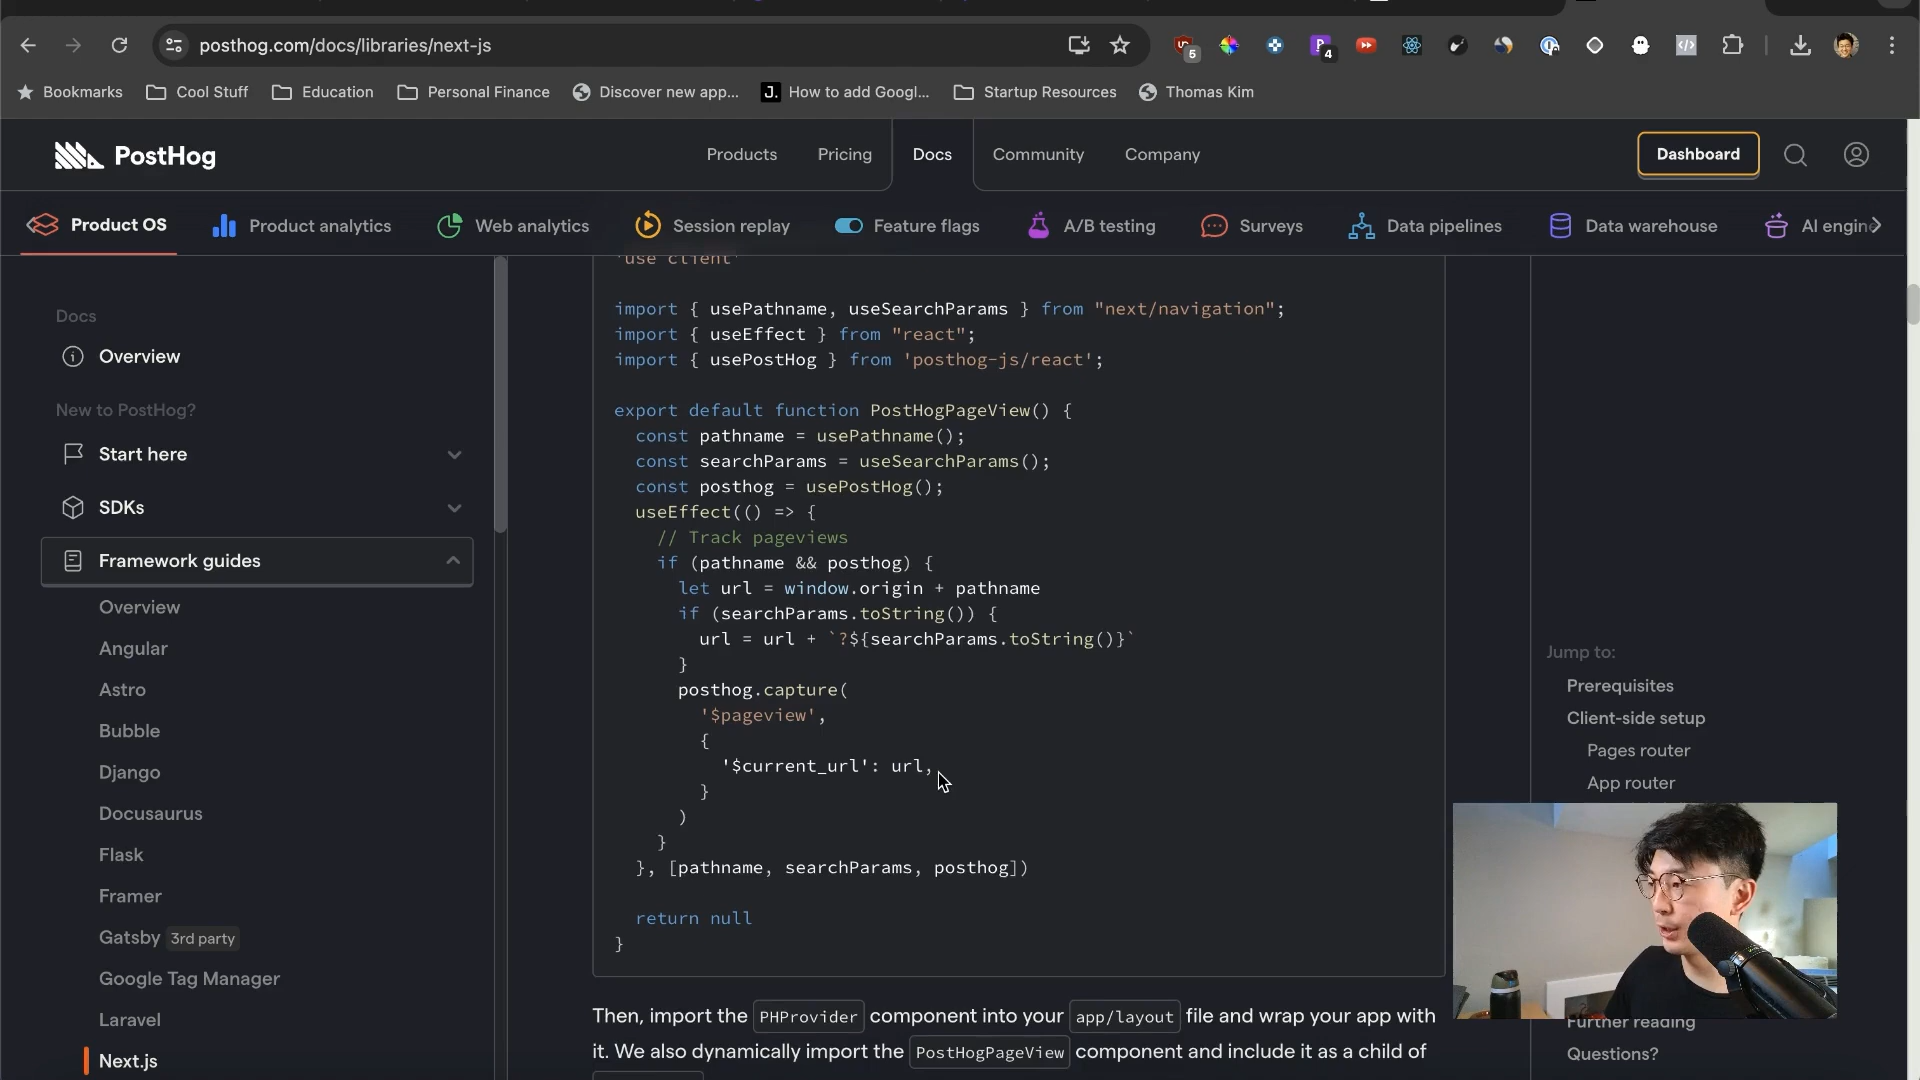 posthog.com/docs/libraries/next-js
5
4
Bookmarks
Cool Stuff
Education
Personal Finance
Discover new app...
J.
How to add Googl...
Startup Resources
Thomas Kim
PostHog
Products
Pricing
Docs
Community
Company
Dashboard
Product OS
Product analytics
Web analytics
Session replay
Feature flags
A/B testing
Surveys
Data pipelines
Data warehouse
AI engine
Docs
Overview
New to PostHog?
Start here
SDKs
Framework guides
Overview
Angular
Astro
Bubble
Django
Docusaurus
Flask
Framer
Gatsby 3rd party
Google Tag Manager
Laravel
Next.js
'use client'
import { usePathname, useSearchParams } from "next/navigation";
import { useEffect } from "react";
import { usePostHog } from 'posthog-js/react';
export default function PostHogPageView() {
const pathname = usePathname();
const searchParams = useSearchParams();
const posthog = usePostHog();
useEffect(() => {
// Track pageviews
if (pathname && posthog) {
let url = window.origin + pathname
if (searchParams.toString()) {
url = url + `?${searchParams.toString()}`
}
posthog.capture(
'$pageview',
{
'$current_url': url,
}
)
}
}, [pathname, searchParams, posthog])
return null
}
Then, import the PHProvider component into your app/layout file and wrap your app with
it. We also dynamically import the PostHogPageView component and include it as a child of
Jump to:
Prerequisites
Client-side setup
Pages router
App router
Further reading
Questions?